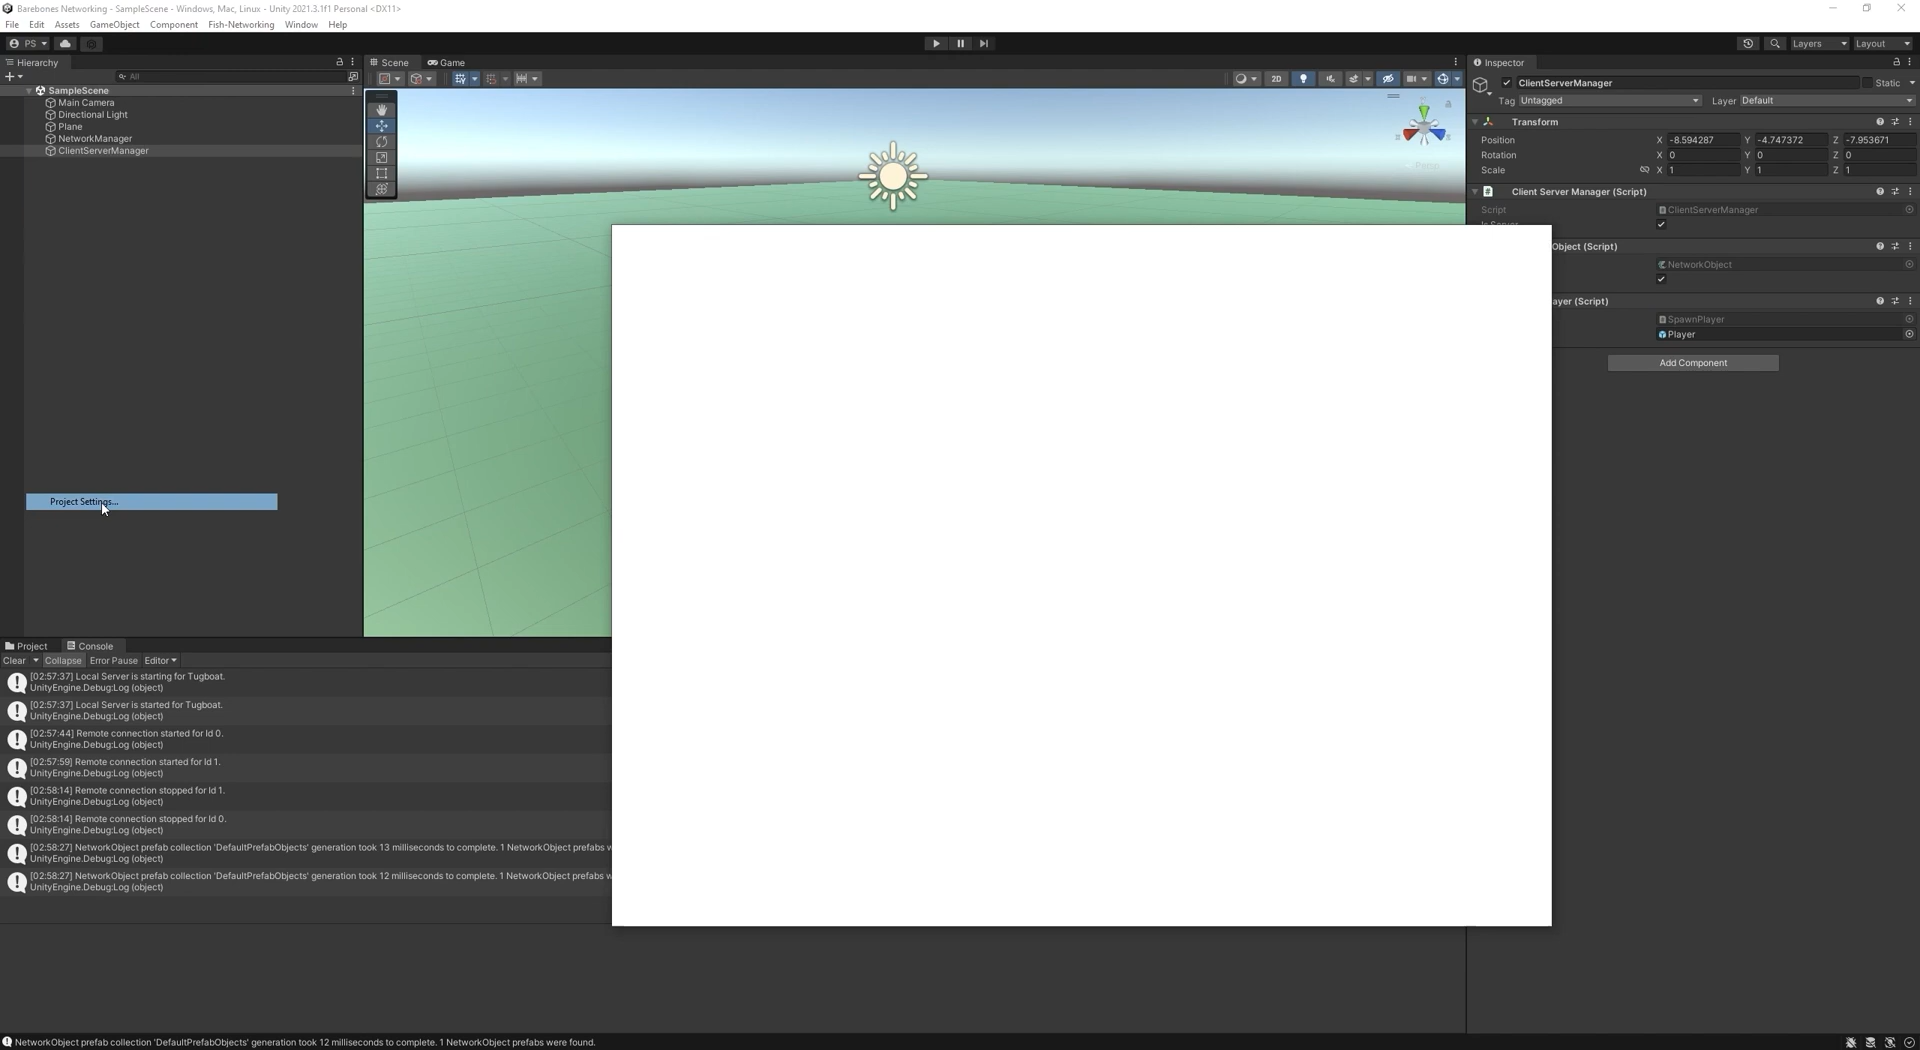 Barebones Networking - SampleScene - Windows, Mac, Linux - Unity 2021.3.1f1 Personal <DX11>
File Edit Assets GameObject Component Fish-Networking Window Help
PS Layers Layout
Hierarchy
All
SampleScene
Main Camera
Directional Light
Plane
NetworkManager
ClientServerManager
Project Settings...
Scene Game
2D
Persp
Inspector
ClientServerManager Static
Tag Untagged Layer Default
Transform
Position X -8.594287 Y -4.747372 Z -7.953671
Rotation X 0 Y 0 Z 0
Scale X 1 Y 1 Z 1
# Client Server Manager (Script)
Script ClientServerManager
Object (Script)
NetworkObject
ayer (Script)
SpawnPlayer
Player
Add Component
Project Console
Clear Collapse Error Pause Editor
[02:57:37] Local Server is starting for Tugboat.
UnityEngine.Debug:Log (object)
[02:57:37] Local Server is started for Tugboat.
UnityEngine.Debug:Log (object)
[02:57:44] Remote connection started for Id 0.
UnityEngine.Debug:Log (object)
[02:57:59] Remote connection started for Id 1.
UnityEngine.Debug:Log (object)
[02:58:14] Remote connection stopped for Id 1.
UnityEngine.Debug:Log (object)
[02:58:14] Remote connection stopped for Id 0.
UnityEngine.Debug:Log (object)
[02:58:27] NetworkObject prefab collection 'DefaultPrefabObjects' generation took 13 milliseconds to complete. 1 NetworkObject prefabs w
UnityEngine.Debug:Log (object)
[02:58:27] NetworkObject prefab collection 'DefaultPrefabObjects' generation took 12 milliseconds to complete. 1 NetworkObject prefabs w
UnityEngine.Debug:Log (object)
NetworkObject prefab collection 'DefaultPrefabObjects' generation took 12 milliseconds to complete. 1 NetworkObject prefabs were found.